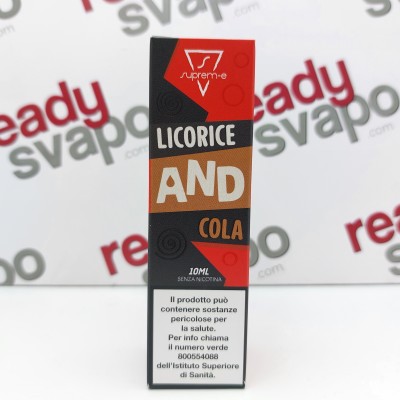 suprem-e
LICORICE
AND
COLA
10ML
SENZA NICOTINA
Il prodotto può
contenere sostanze
pericolose per
la salute.
Per info chiama
il numero verde
800554088
dell'Istituto Superiore
di Sanità.
ready
svapo
.com
ready
svapo
.com
ready
svapo
.com